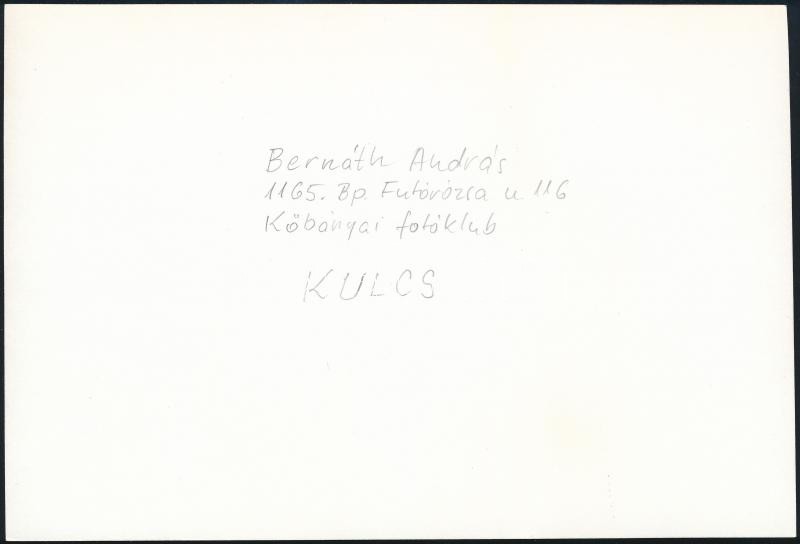 Bernáth András
1165. Bp. Futórózsa u 116
Kőbányai fotóklub
KULCS